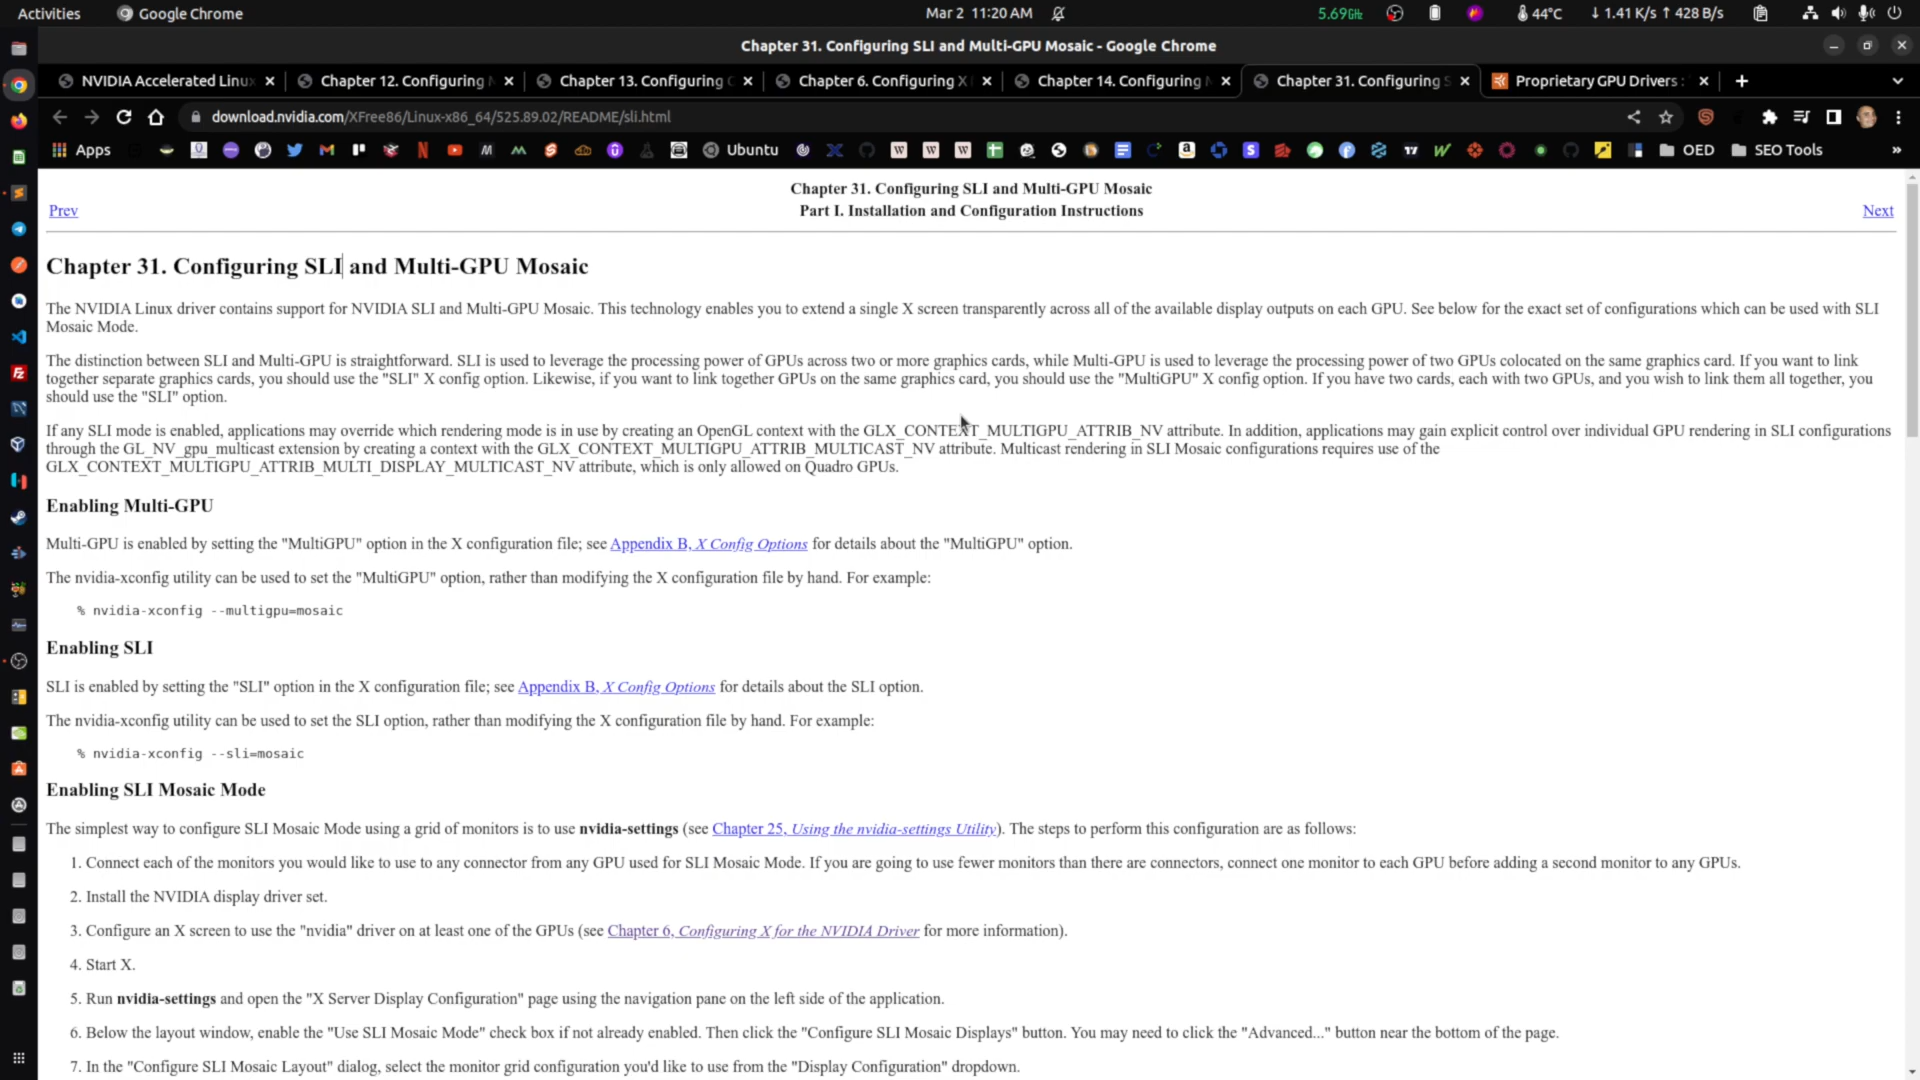 Activities Google Chrome Mar 2 11:20 AM 5.69GHz 44°C ↓ 1.41 K/s ↑ 428 B/s
Chapter 31. Configuring SLI and Multi-GPU Mosaic - Google Chrome
NVIDIA Accelerated Linux Chapter 12. Configuring Chapter 13. Configuring Chapter 6. Configuring X Chapter 14. Configuring Chapter 31. Configuring S Proprietary GPU Drivers :
download.nvidia.com/XFree86/Linux-x86_64/525.89.02/README/sli.html
Apps Ubuntu OED SEO Tools »
Chapter 31. Configuring SLI and Multi-GPU Mosaic
Prev Part I. Installation and Configuration Instructions Next
Chapter 31. Configuring SLI and Multi-GPU Mosaic
The NVIDIA Linux driver contains support for NVIDIA SLI and Multi-GPU Mosaic. This technology enables you to extend a single X screen transparently across all of the available display outputs on each GPU. See below for the exact set of configurations which can be used with SLI
Mosaic Mode.
The distinction between SLI and Multi-GPU is straightforward. SLI is used to leverage the processing power of GPUs across two or more graphics cards, while Multi-GPU is used to leverage the processing power of two GPUs colocated on the same graphics card. If you want to link
together separate graphics cards, you should use the "SLI" X config option. Likewise, if you want to link together GPUs on the same graphics card, you should use the "MultiGPU" X config option. If you have two cards, each with two GPUs, and you wish to link them all together, you
should use the "SLI" option.
If any SLI mode is enabled, applications may override which rendering mode is in use by creating an OpenGL context with the GLX_CONTEXT_MULTIGPU_ATTRIB_NV attribute. In addition, applications may gain explicit control over individual GPU rendering in SLI configurations
through the GL_NV_gpu_multicast extension by creating a context with the GLX_CONTEXT_MULTIGPU_ATTRIB_MULTICAST_NV attribute. Multicast rendering in SLI Mosaic configurations requires use of the
GLX_CONTEXT_MULTIGPU_ATTRIB_MULTI_DISPLAY_MULTICAST_NV attribute, which is only allowed on Quadro GPUs.
Enabling Multi-GPU
Multi-GPU is enabled by setting the "MultiGPU" option in the X configuration file; see Appendix B, X Config Options for details about the "MultiGPU" option.
The nvidia-xconfig utility can be used to set the "MultiGPU" option, rather than modifying the X configuration file by hand. For example:
% nvidia-xconfig --multigpu=mosaic
Enabling SLI
SLI is enabled by setting the "SLI" option in the X configuration file; see Appendix B, X Config Options for details about the SLI option.
The nvidia-xconfig utility can be used to set the SLI option, rather than modifying the X configuration file by hand. For example:
% nvidia-xconfig --sli=mosaic
Enabling SLI Mosaic Mode
The simplest way to configure SLI Mosaic Mode using a grid of monitors is to use nvidia-settings (see Chapter 25, Using the nvidia-settings Utility). The steps to perform this configuration are as follows:
1. Connect each of the monitors you would like to use to any connector from any GPU used for SLI Mosaic Mode. If you are going to use fewer monitors than there are connectors, connect one monitor to each GPU before adding a second monitor to any GPUs.
2. Install the NVIDIA display driver set.
3. Configure an X screen to use the "nvidia" driver on at least one of the GPUs (see Chapter 6, Configuring X for the NVIDIA Driver for more information).
4. Start X.
5. Run nvidia-settings and open the "X Server Display Configuration" page using the navigation pane on the left side of the application.
6. Below the layout window, enable the "Use SLI Mosaic Mode" check box if not already enabled. Then click the "Configure SLI Mosaic Displays" button. You may need to click the "Advanced..." button near the bottom of the page.
7. In the "Configure SLI Mosaic Layout" dialog, select the monitor grid configuration you'd like to use from the "Display Configuration" dropdown.